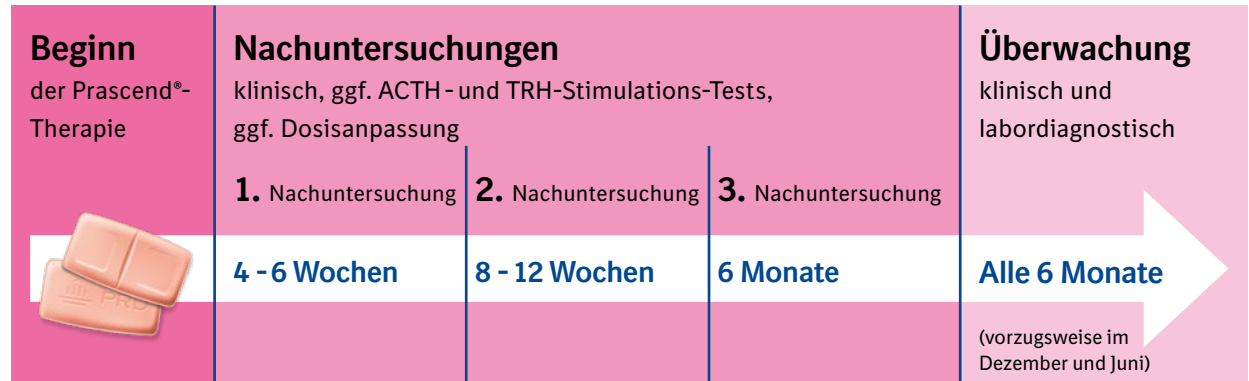 Beginn
der Prascend®-
Therapie
Nachuntersuchungen
klinisch, ggf. ACTH-und TRH-Stimulations-Tests,
ggf. Dosisanpassung
1. Nachuntersuchung
2. Nachuntersuchung
3. Nachuntersuchung
4-6 Wochen
8-12 Wochen
6 Monate
Überwachung
klinisch und
labordiagnostisch
Alle 6 Monate
(vorzugsweise im
Dezember und Juni)
PRD